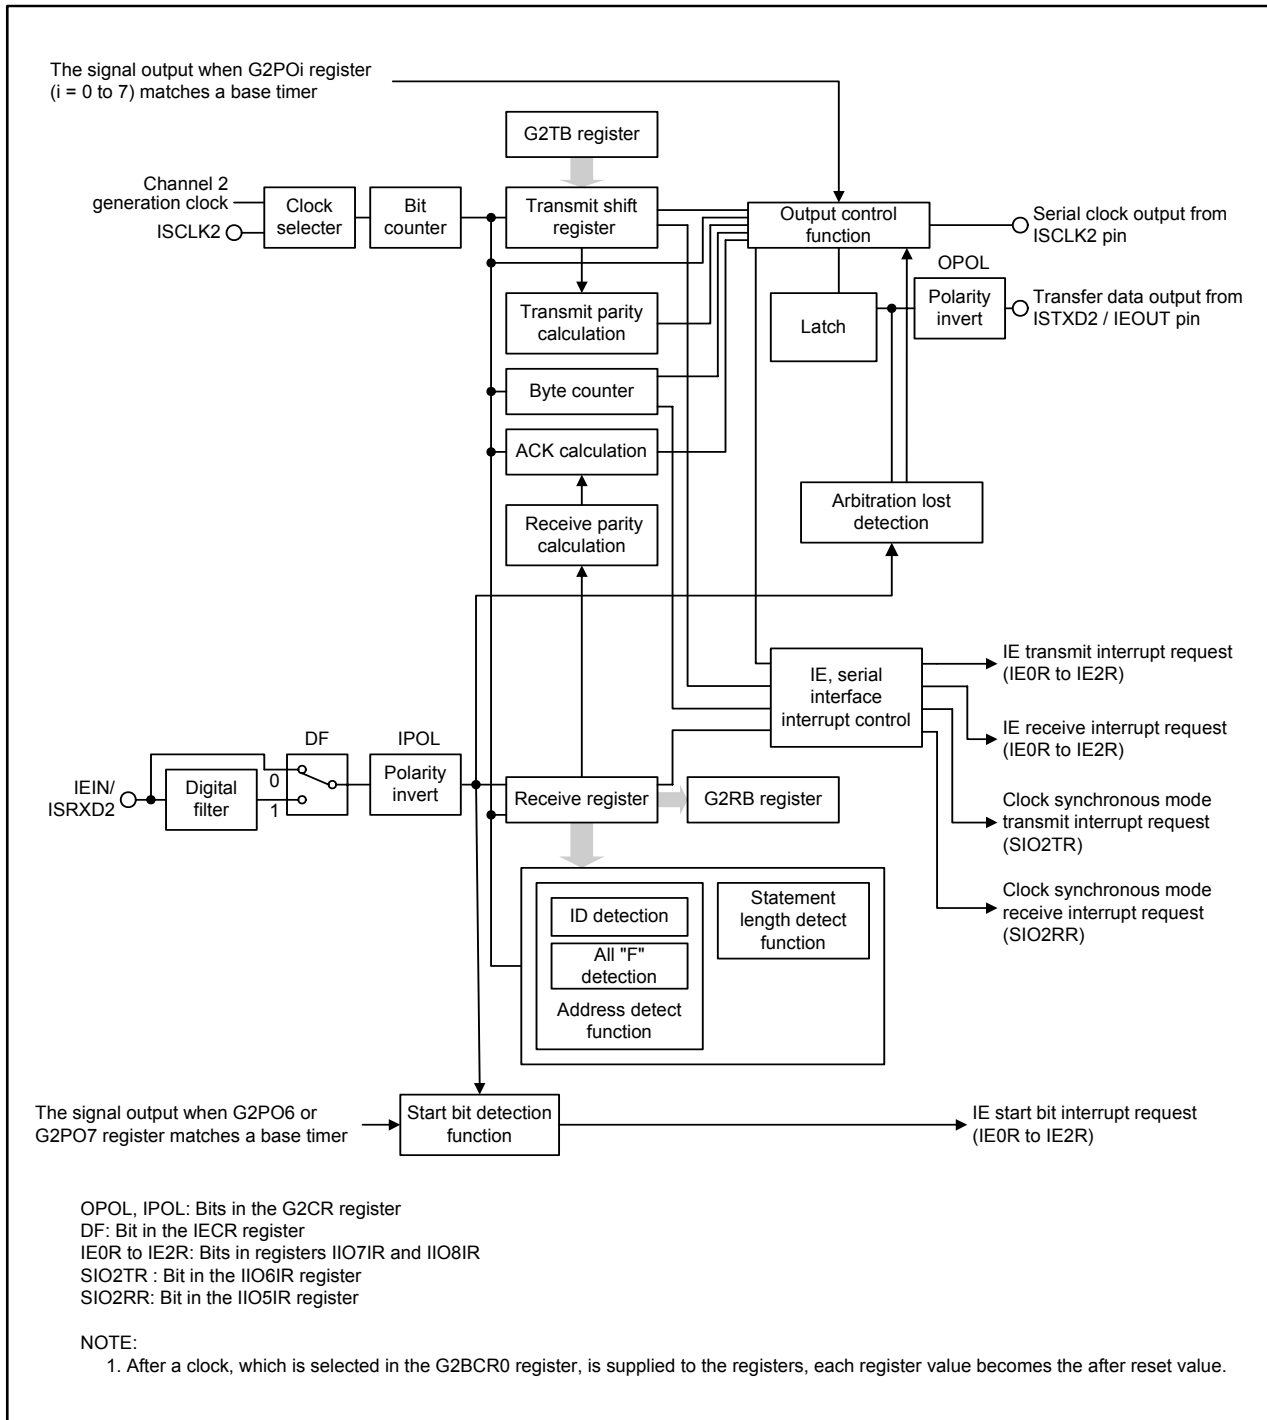 The signal output when G2POi register
(i = 0 to 7) matches a base timer
G2TB register
Channel 2
generation clock
ISCLK2
Clock
selecter
Bit
counter
Transmit shift
register
Output control
function
Serial clock output from
ISCLK2 pin
OPOL
Transmit parity
calculation
Latch
Polarity
invert
Transfer data output from
ISTXD2 / IEOUT pin
Byte counter
ACK calculation
Receive parity
calculation
Arbitration lost
detection
IE, serial
interface
interrupt control
IE transmit interrupt request
(IE0R to IE2R)
IE receive interrupt request
(IE0R to IE2R)
Clock synchronous mode
transmit interrupt request
(SIO2TR)
Clock synchronous mode
receive interrupt request
(SIO2RR)
DF
IPOL
IEIN/
ISRXD2
Digital
filter
0
1
Polarity
invert
Receive register
G2RB register
ID detection
All "F"
detection
Address detect
function
Statement
length detect
function
The signal output when G2PO6 or
G2PO7 register matches a base timer
Start bit detection
function
IE start bit interrupt request
(IE0R to IE2R)
OPOL, IPOL: Bits in the G2CR register
DF: Bit in the IECR register
IE0R to IE2R: Bits in registers IIO7IR and IIO8IR
SIO2TR : Bit in the IIO6IR register
SIO2RR: Bit in the IIO5IR register
NOTE:
1. After a clock, which is selected in the G2BCR0 register, is supplied to the registers, each register value becomes the after reset value.